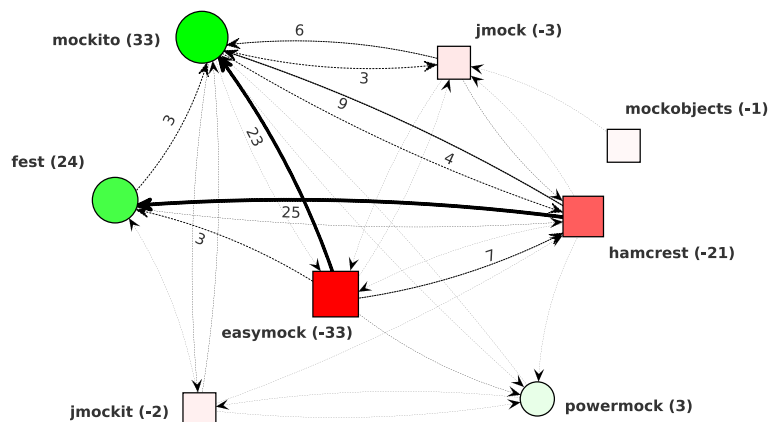 6
jmock (-3)
mockito (33)
3
9
mockobjects (-1)
3
23
4
fest (24)
25
3
7
hamcrest (-21)
easymock (-33)
jmockit (-2)
powermock (3)